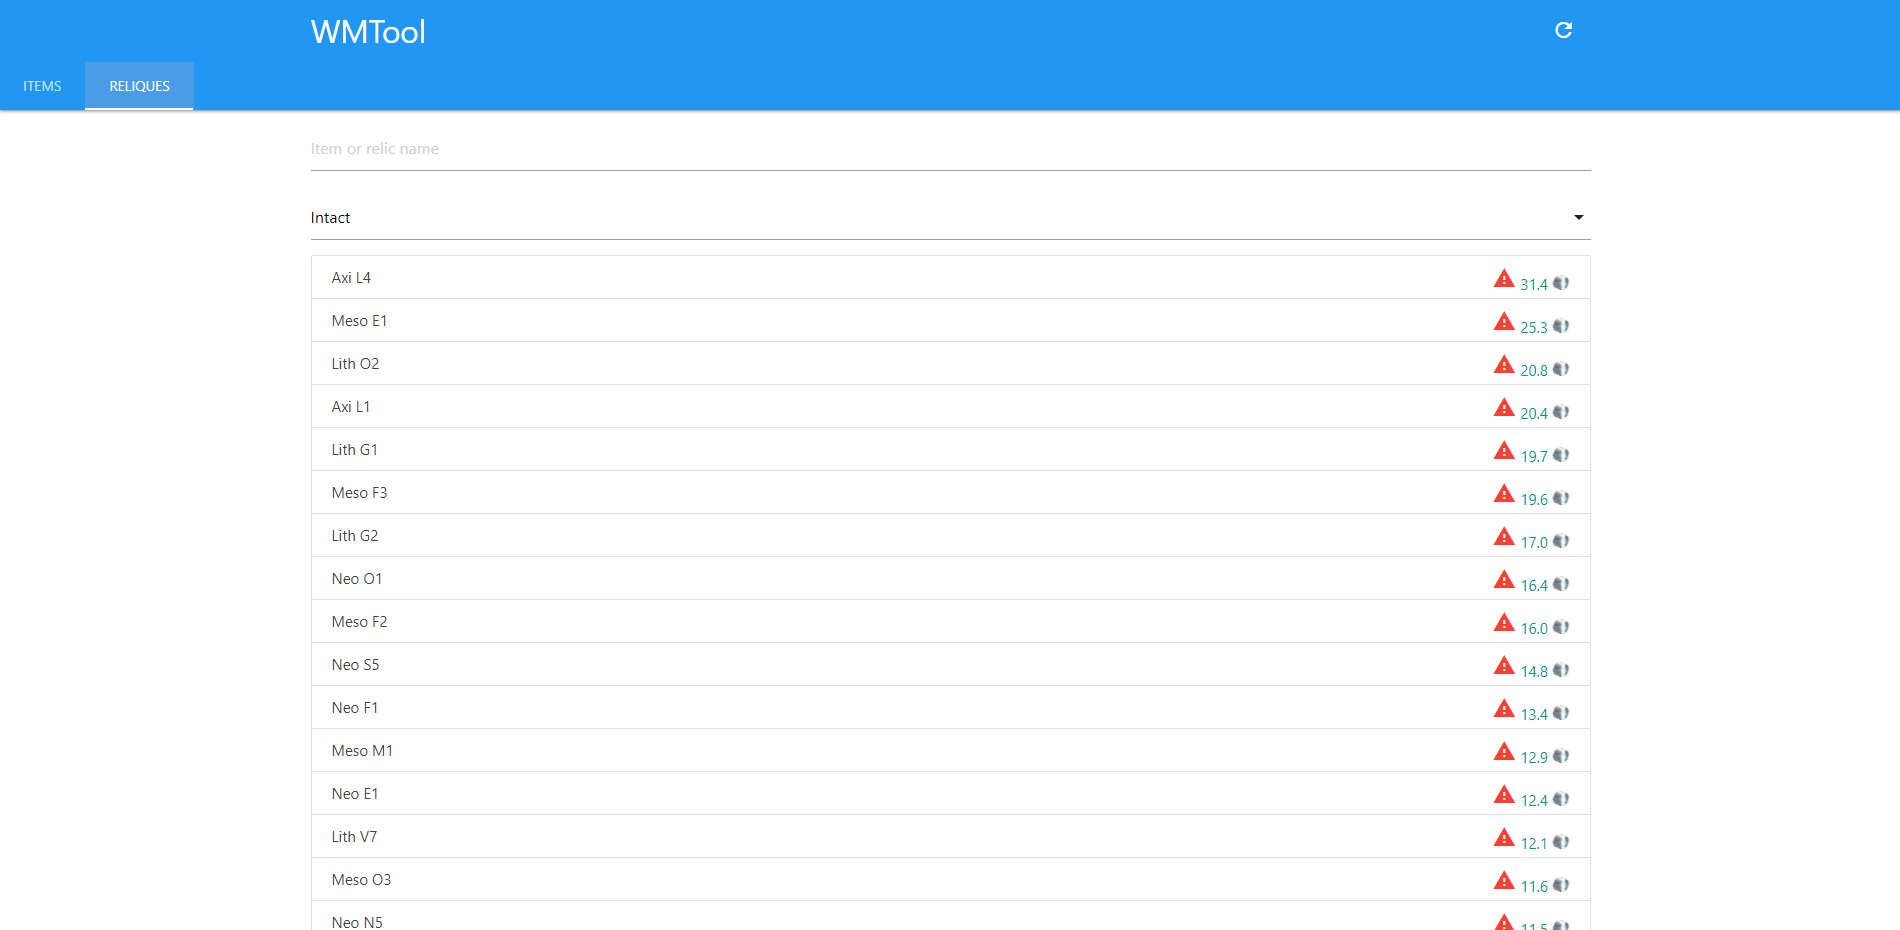 WMTool
ITEMS RELIQUES
Item or relic name
Intact
Axi L4 31.4
Meso E1 25.3
Lith O2 20.8
Axi L1 20.4
Lith G1 19.7
Meso F3 19.6
Lith G2 17.0
Neo O1 16.4
Meso F2 16.0
Neo S5 14.8
Neo F1 13.4
Meso M1 12.9
Neo E1 12.4
Lith V7 12.1
Meso O3 11.6
Neo N5 11.5